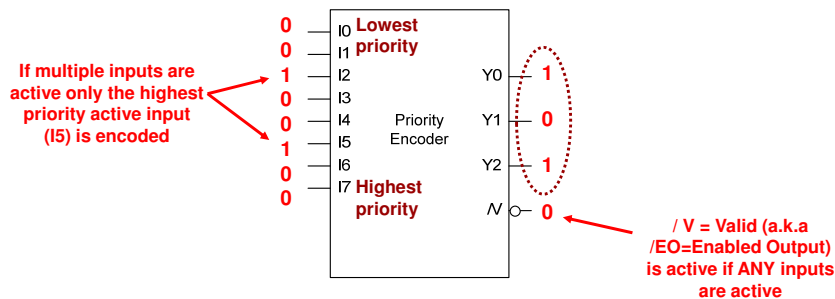 0 I0 Lowest
0 I1 priority
If multiple inputs are
active only the highest
priority active input
(I5) is encoded
1 I2 Y0 1
0 I3
0 I4 Priority Y1 0
1 I5 Encoder
0 I6 Y2 1
0 I7 Highest
priority
/V 0
/ V = Valid (a.k.a
/EO=Enabled Output)
is active if ANY inputs
are active